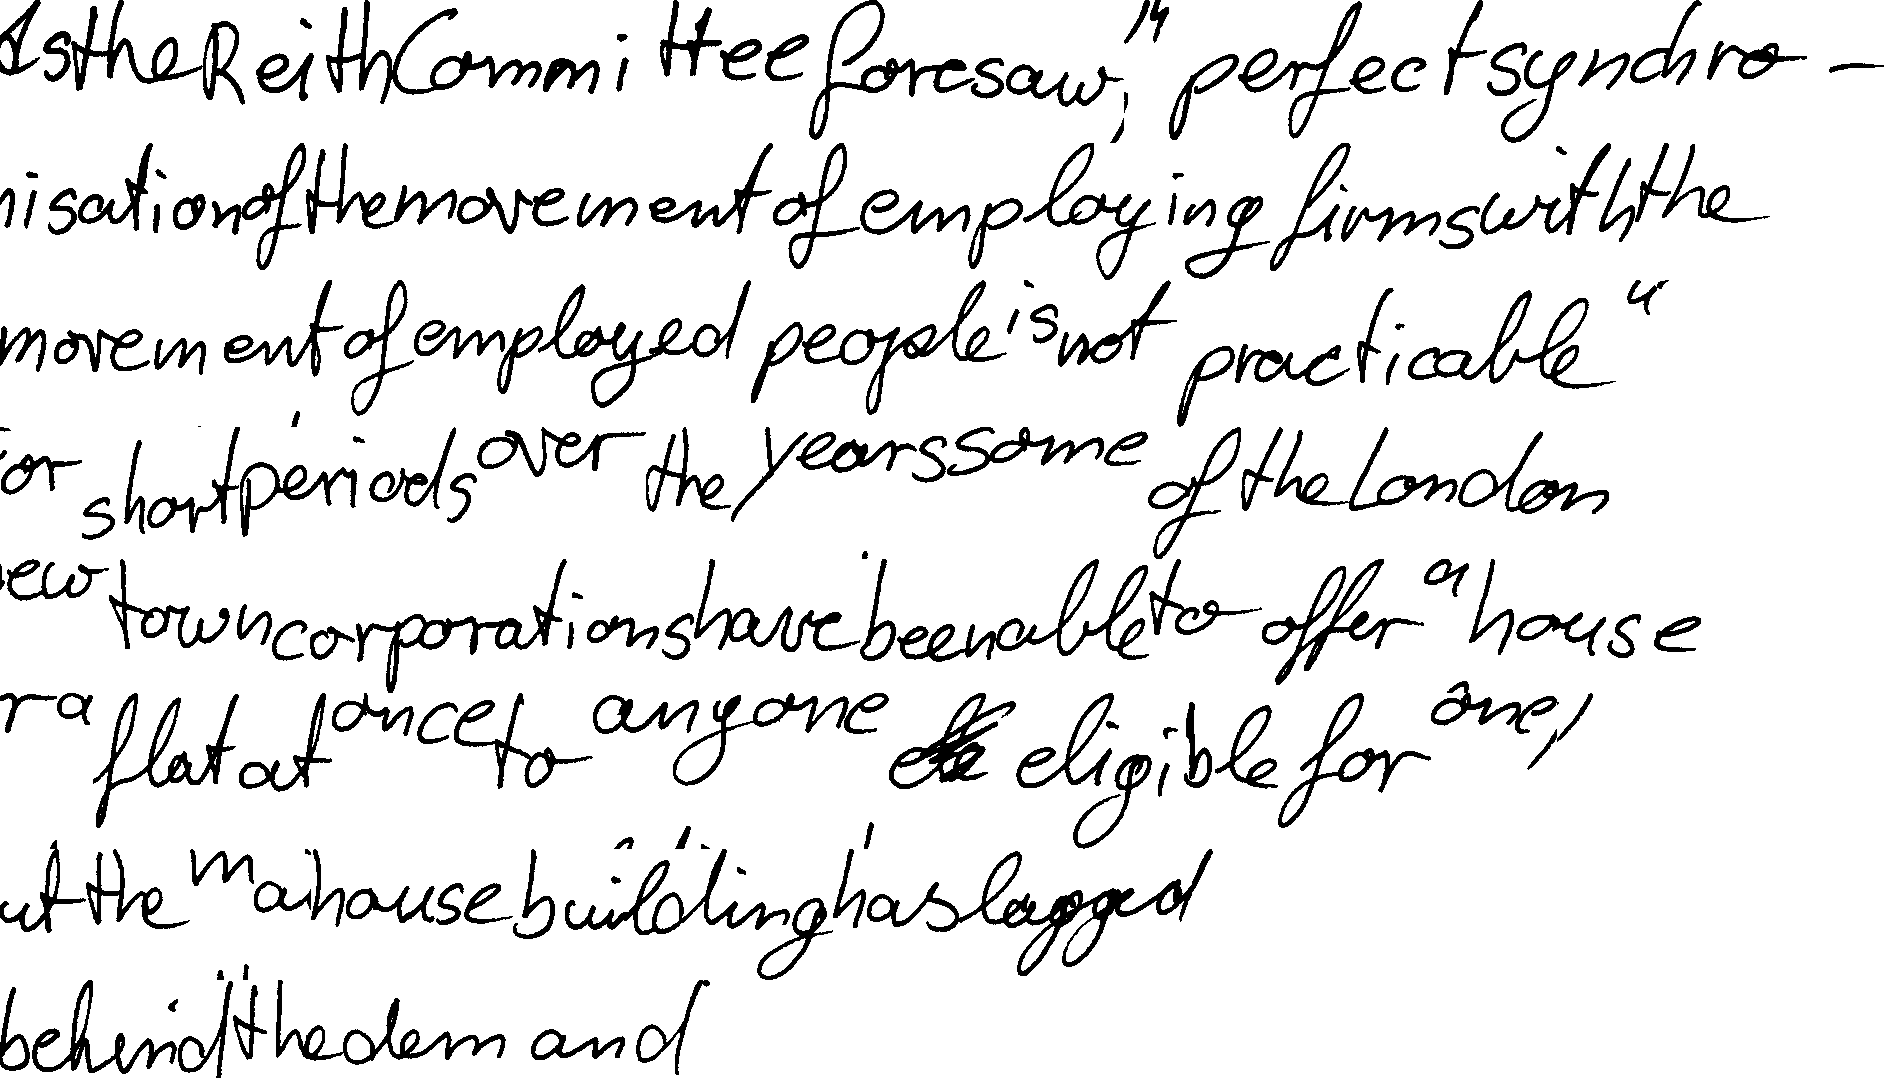 As the Reith Committee foresaw, "perfect synchro-
nisation of the movement of employing firms with the
movement of employed people is not practicable"
For short periods over the years some of the London
new town corporations have been able to offer a house
or a flat at once to anyone eligible for one,
but the main house building has lagged
behind the demand